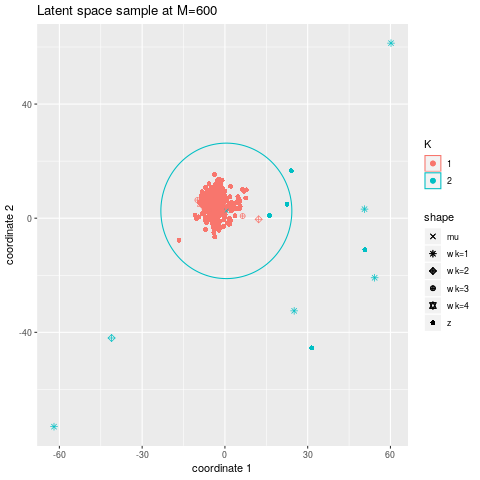 Latent space sample at M=600
coordinate 2
40
0
-40
-60
-30
0
30
60
coordinate 1
K
1
2
shape
mu
w k=1
w k=2
w k=3
w k=4
z